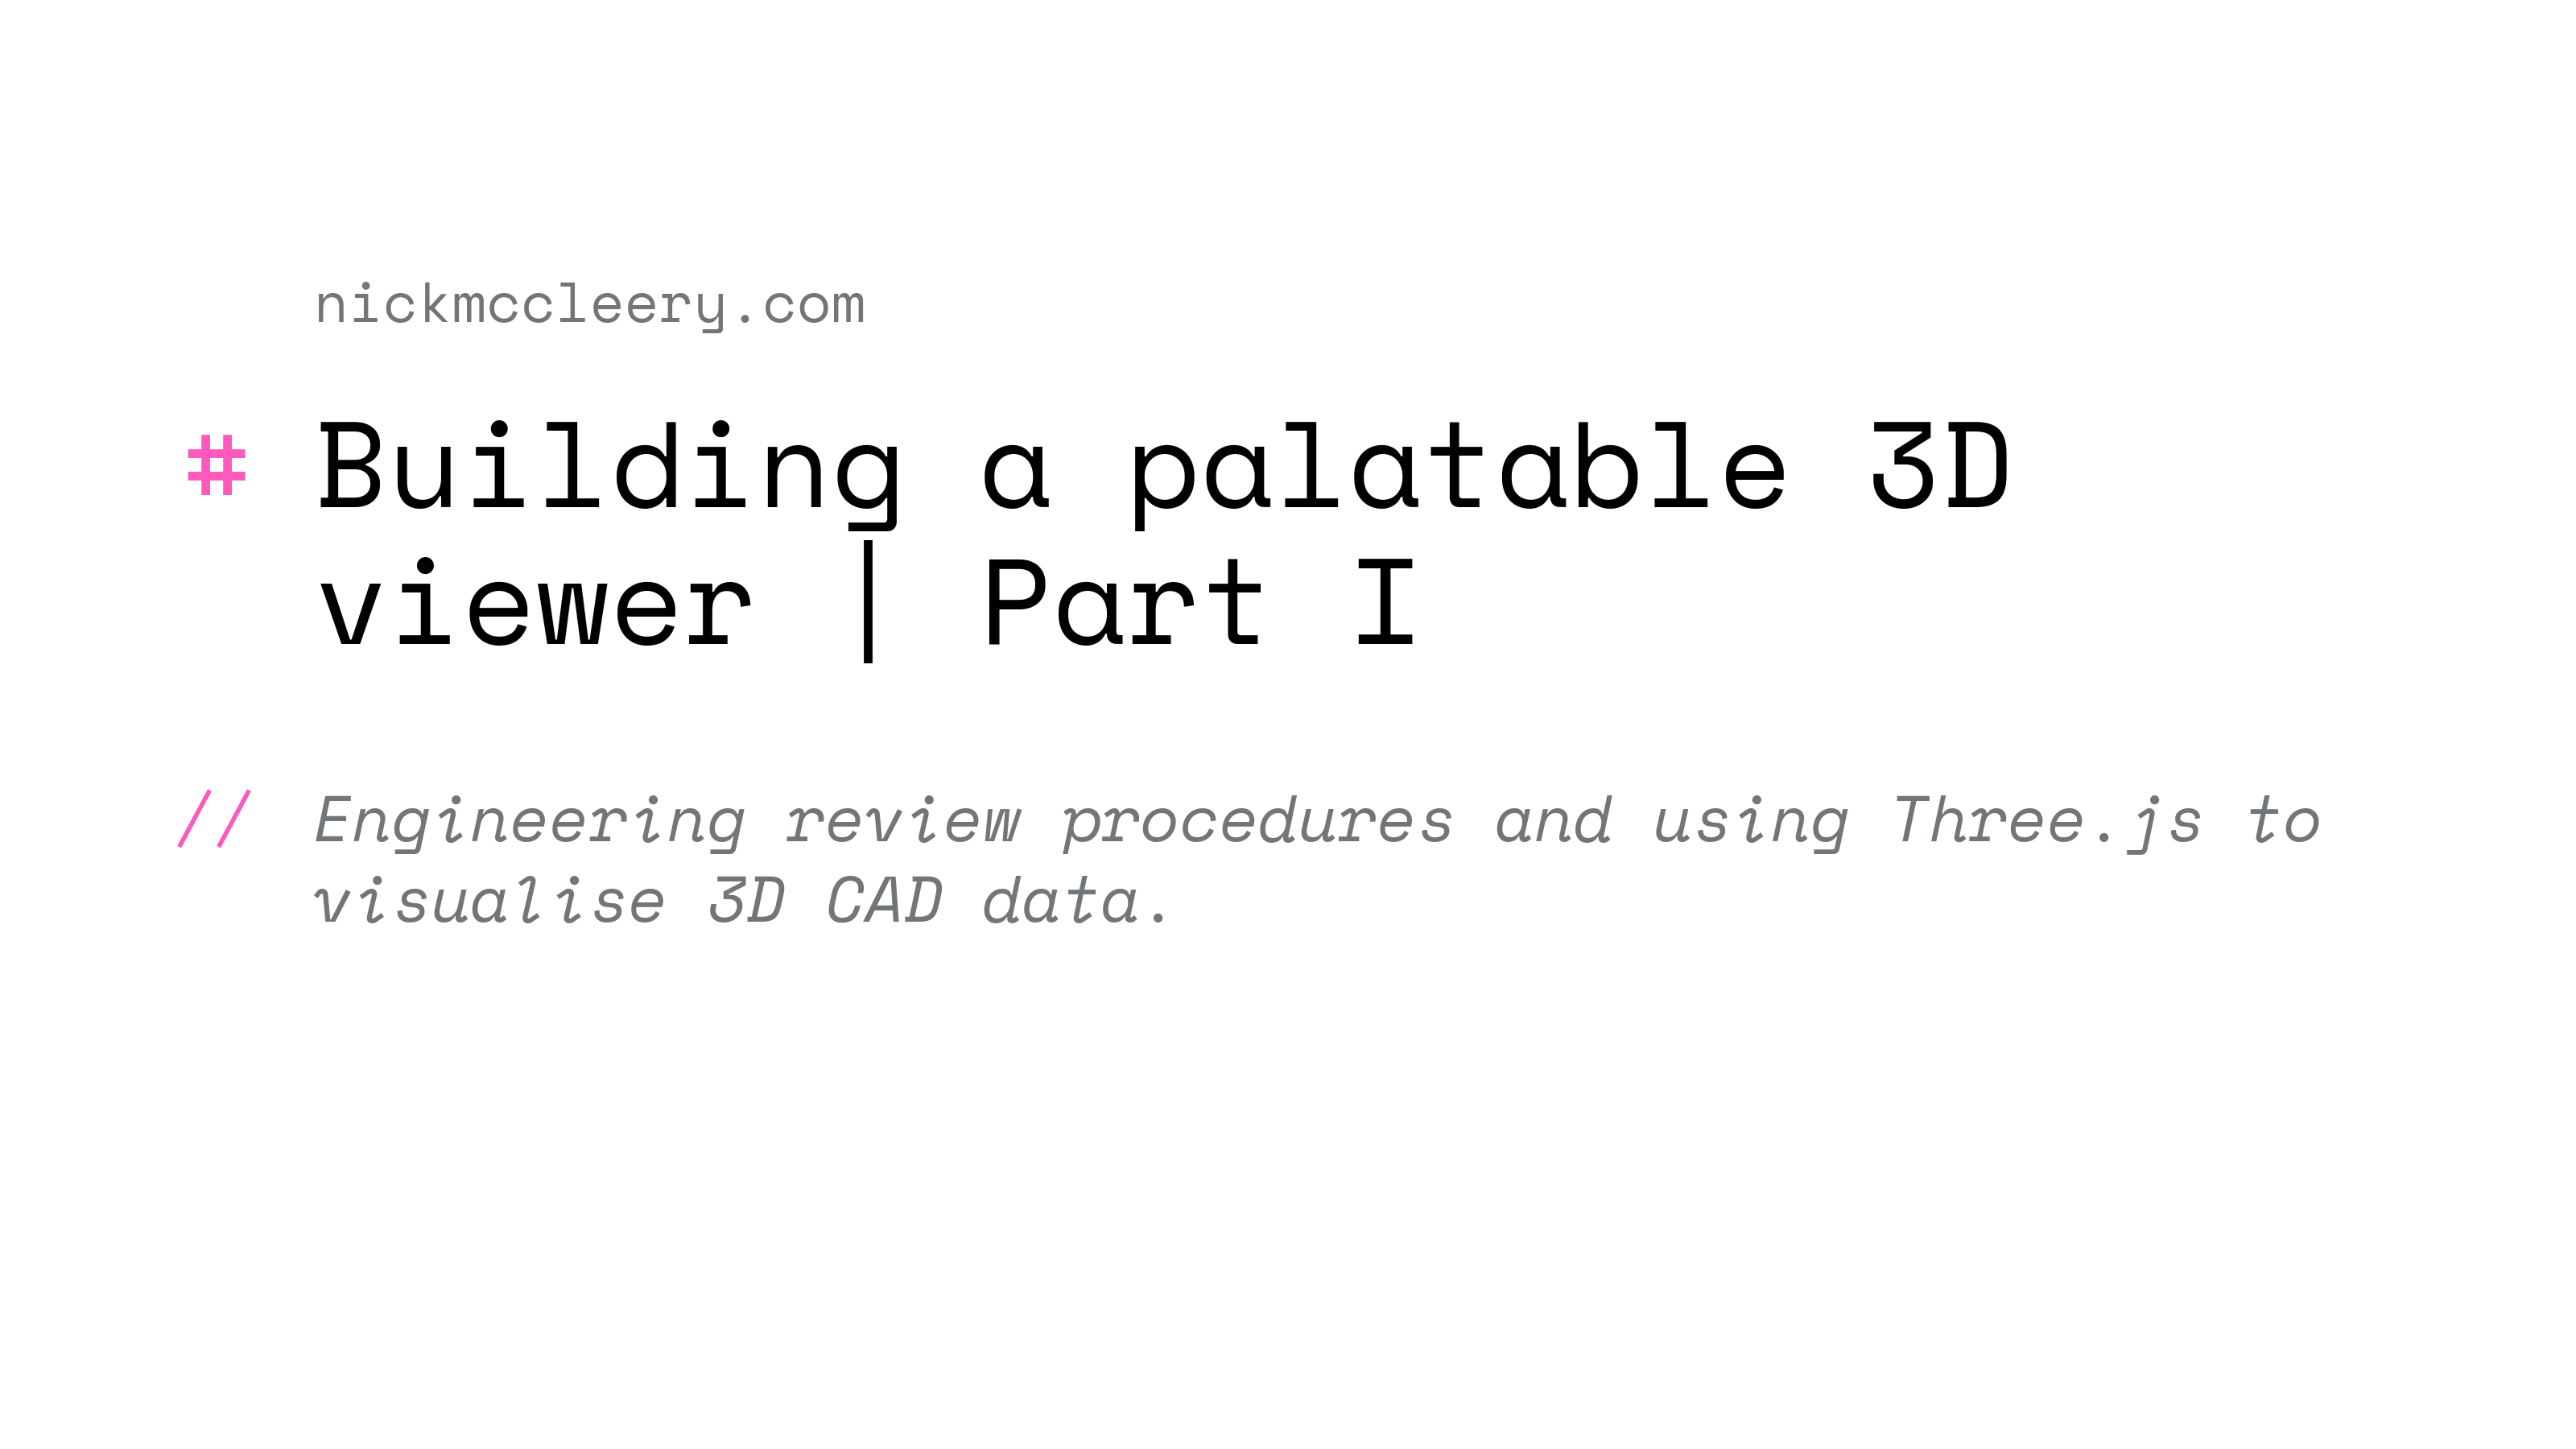 nickmccleery.com
# Building a palatable 3D
viewer | Part I
// Engineering review procedures and using Three.js to
visualise 3D CAD data.